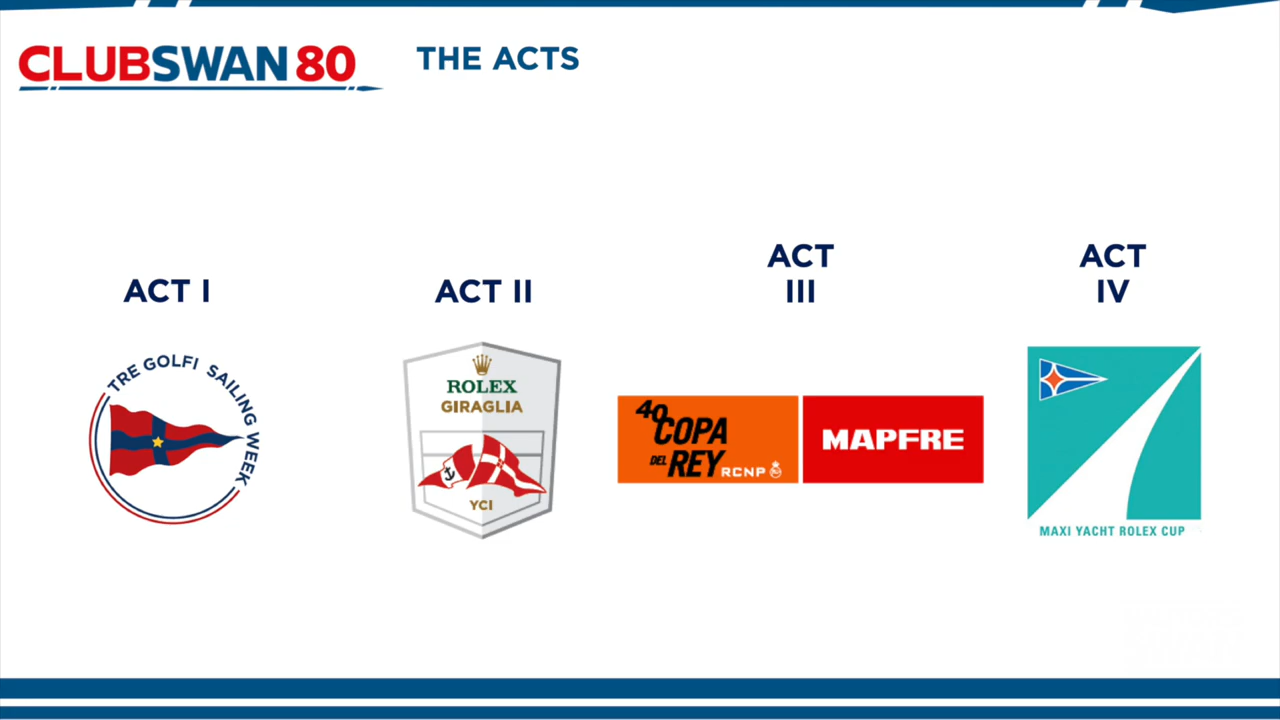 CLUBSWAN 80
THE ACTS
ACT I
TRE GOLFI SAILING WEEK
ACT II
ROLEX
GIRAGLIA
YCI
ACT
III
40
COPA
DEL REY
RCNP
MAPFRE
ACT
IV
MAXI YACHT ROLEX CUP